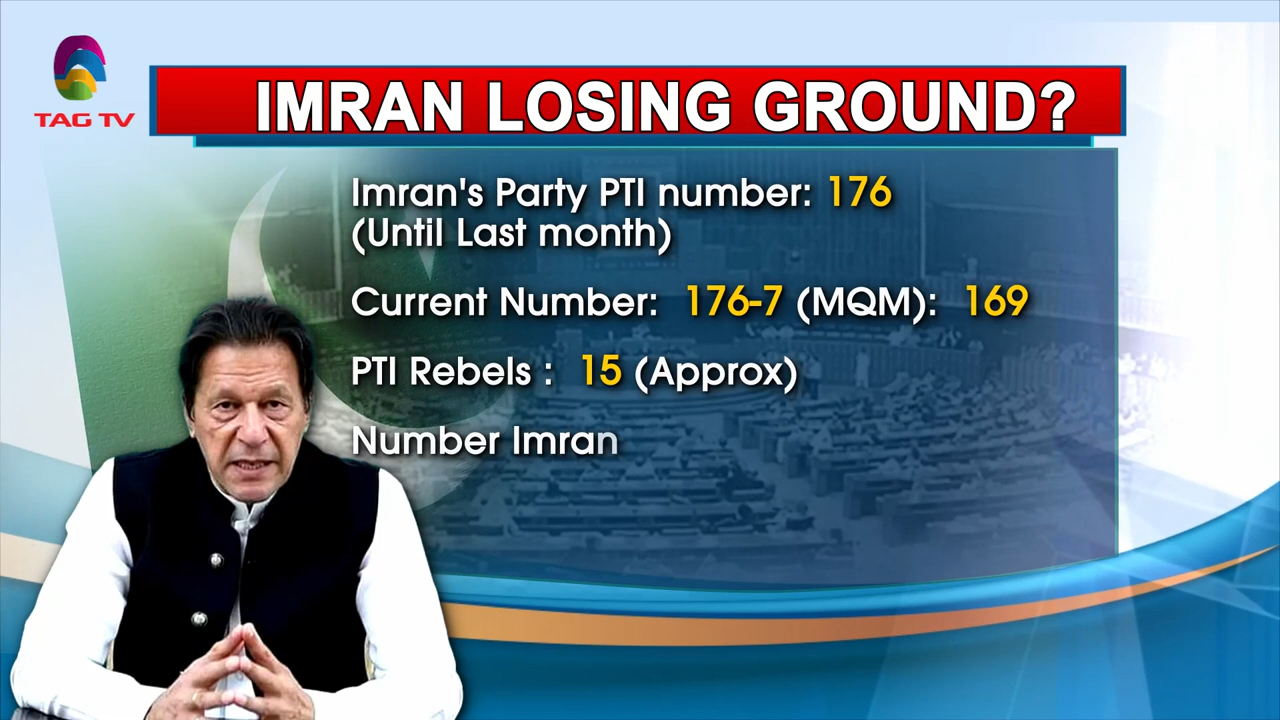 TAG TV
IMRAN LOSING GROUND?
Imran's Party PTI number: 176
(Until Last month)
Current Number: 176-7 (MQM): 169
PTI Rebels : 15 (Approx)
Number Imran